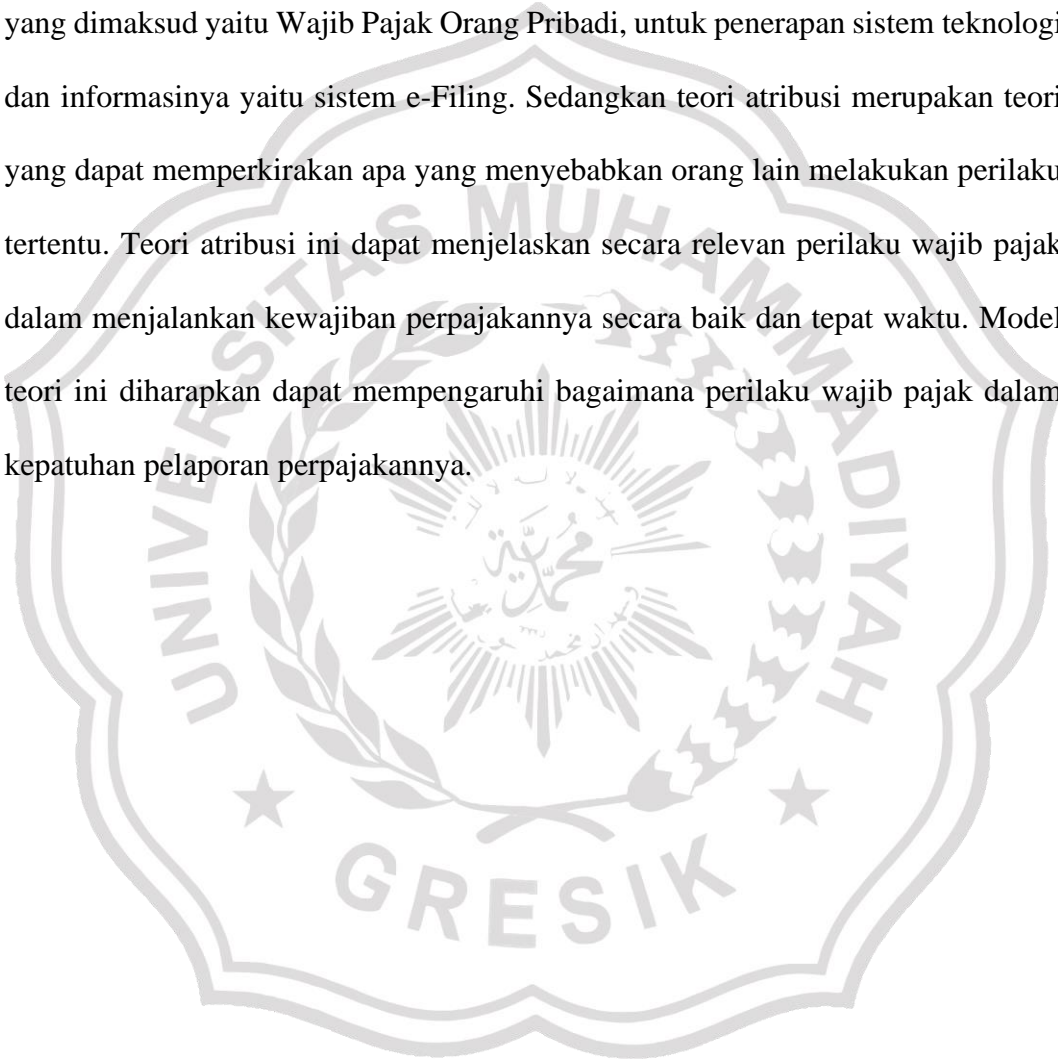 yang dimaksud yaitu Wajib Pajak Orang Pribadi, untuk penerapan sistem teknologi
dan informasinya yaitu sistem e-Filing. Sedangkan teori atribusi merupakan teori
yang dapat memperkirakan apa yang menyebabkan orang lain melakukan perilaku
tertentu. Teori atribusi ini dapat menjelaskan secara relevan perilaku wajib pajak
dalam menjalankan kewajiban perpajakannya secara baik dan tepat waktu. Model
teori ini diharapkan dapat mempengaruhi bagaimana perilaku wajib pajak dalam
kepatuhan pelaporan perpajakannya.
UNIVERSITAS MUHAMMADIYAH
GRESIK